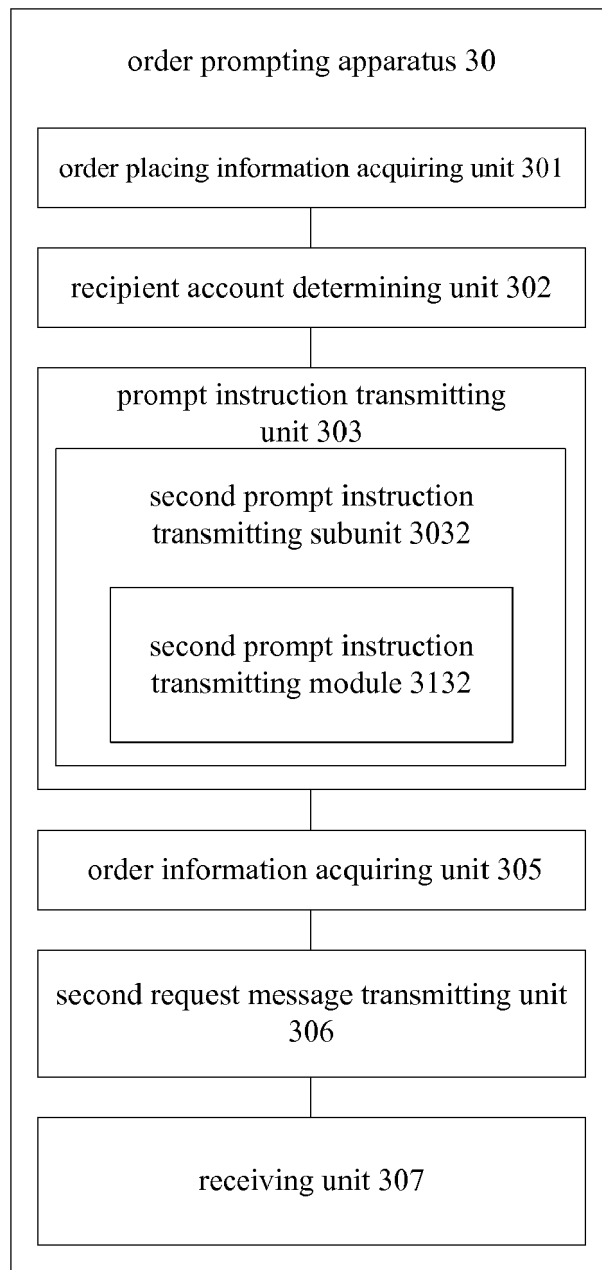 order prompting apparatus 30
order placing information acquiring unit 301
recipient account determining unit 302
prompt instruction transmitting
unit 303
second prompt instruction
transmitting subunit 3032
second prompt instruction
transmitting module 3132
order information acquiring unit 305
second request message transmitting unit
306
receiving unit 307